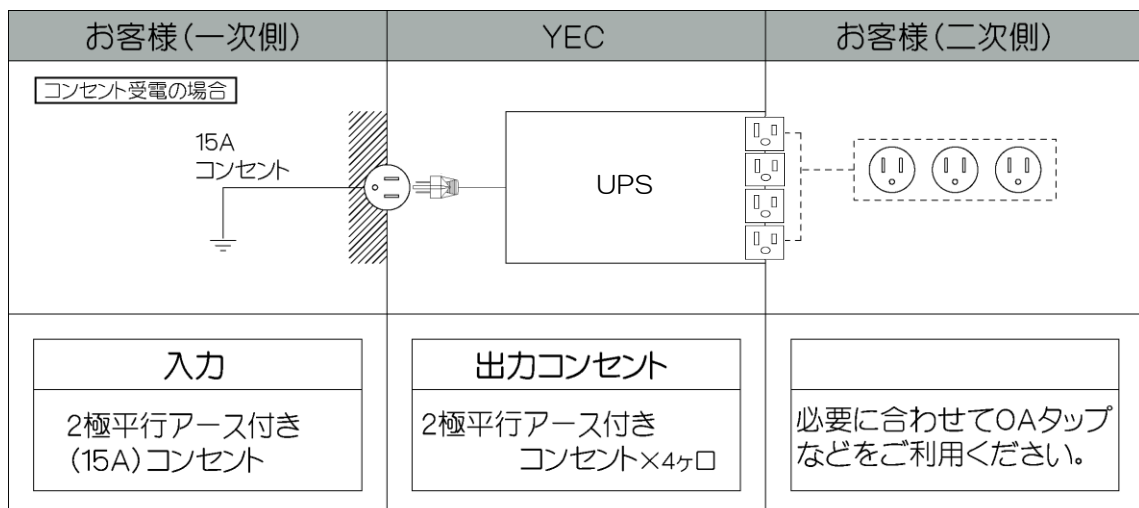 お客様(一次側)
YEC
お客様(二次側)
コンセント受電の場合
15A
コンセント
UPS
入力
2極平行アース付き
(15A)コンセント
出力コンセント
2極平行アース付き
コンセント×4ヶ口
必要に合わせてOAタップ
などをご利用ください。